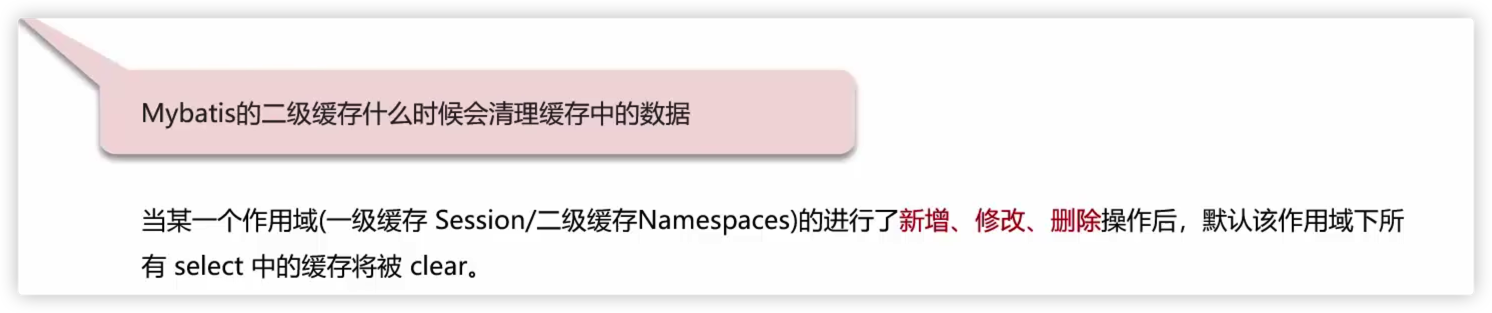 Mybatis的二级缓存什么时候会清理缓存中的数据
当某一个作用域(一级缓存 Session/二级缓存Namespaces)的进行了新增、修改、删除操作后，默认该作用域下所
有 select 中的缓存将被 clear。